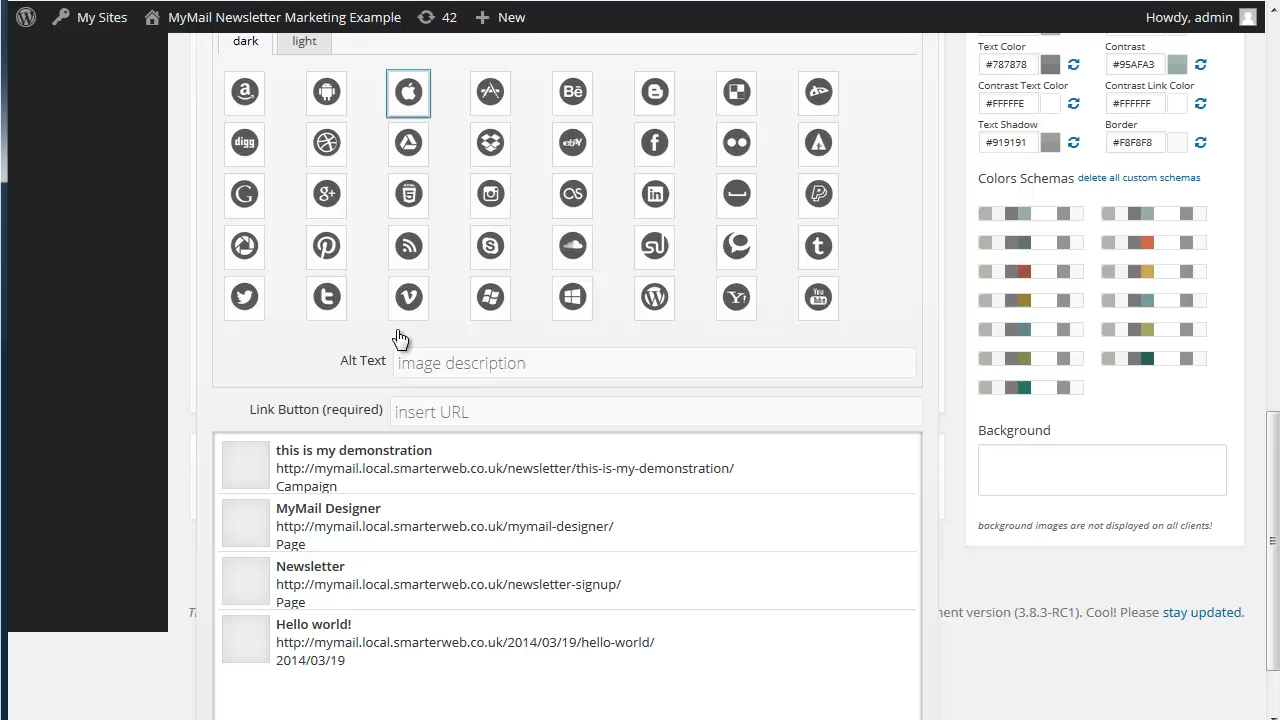 My Sites
MyMail Newsletter Marketing Example
42
New
Howdy, admin
dark
light
Bē
digg
Alt Text
image description
Link Button (required)
insert URL
this is my demonstration
http://mymail.local.smarterweb.co.uk/newsletter/this-is-my-demonstration/
Campaign
MyMail Designer
http://mymail.local.smarterweb.co.uk/mymail-designer/
Page
Newsletter
http://mymail.local.smarterweb.co.uk/newsletter-signup/
Page
Hello world!
http://mymail.local.smarterweb.co.uk/2014/03/19/hello-world/
2014/03/19
Text Color
Contrast
#787878
#95AFA3
Contrast Text Color
Contrast Link Color
#FFFFFE
#FFFFFF
Text Shadow
Border
#919191
#F8F8F8
Colors Schemas delete all custom schemas
Background
background images are not displayed on all clients!
version (3.8.3-RC1). Cool! Please stay updated.